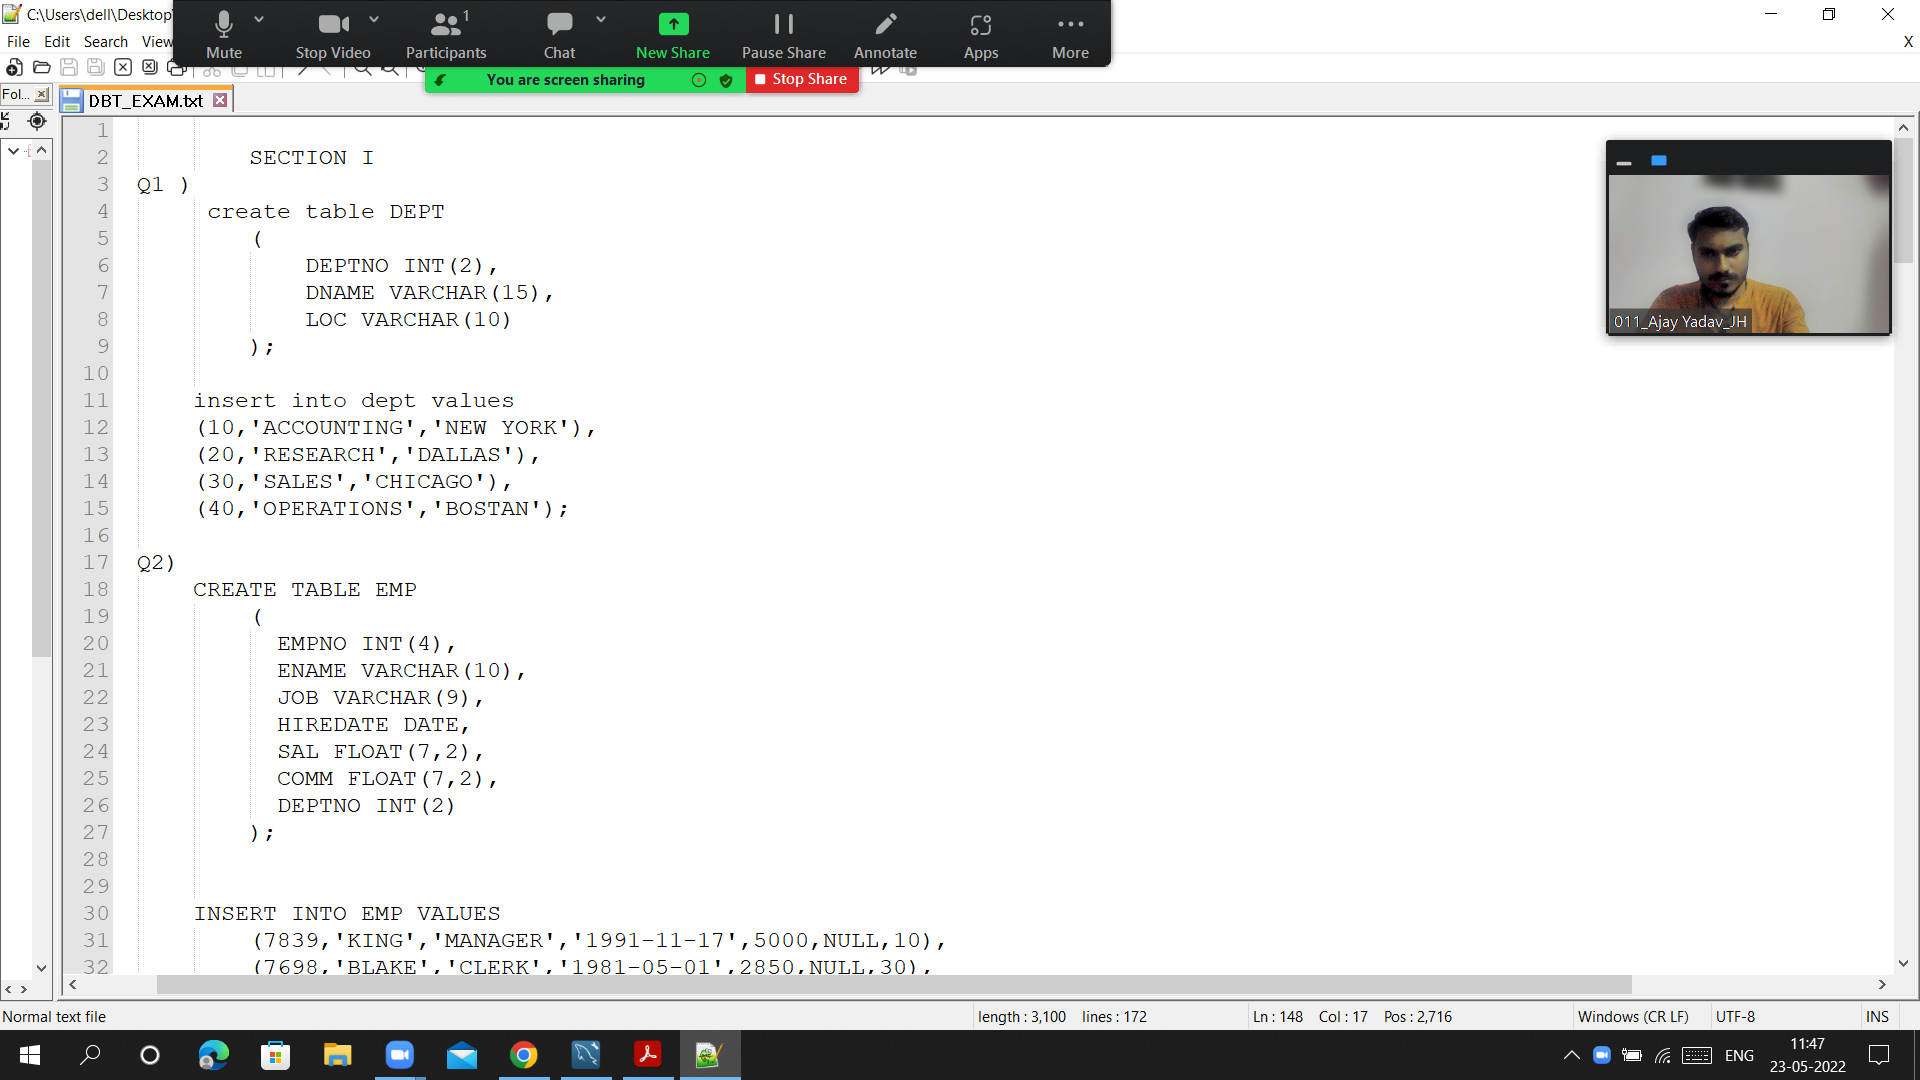 C:\Users\dell\Desktop
Mute
Stop Video
1
Participants
Chat
New Share
Pause Share
Annotate
Apps
More
File Edit Search View
X
You are screen sharing
Stop Share
Fol...
DBT_EXAM.txt
1
2 SECTION I
3 Q1 )
4 create table DEPT
5 (
6 DEPTNO INT(2),
7 DNAME VARCHAR(15),
8 LOC VARCHAR(10)
9 );
10
11 insert into dept values
12 (10,'ACCOUNTING','NEW YORK'),
13 (20,'RESEARCH','DALLAS'),
14 (30,'SALES','CHICAGO'),
15 (40,'OPERATIONS','BOSTAN');
16
17 Q2)
18 CREATE TABLE EMP
19 (
20 EMPNO INT(4),
21 ENAME VARCHAR(10),
22 JOB VARCHAR(9),
23 HIREDATE DATE,
24 SAL FLOAT(7,2),
25 COMM FLOAT(7,2),
26 DEPTNO INT(2)
27 );
28
29
30 INSERT INTO EMP VALUES
31 (7839,'KING','MANAGER','1991-11-17',5000,NULL,10),
32 (7698,'BLAKE','CLERK','1981-05-01',2850,NULL,30),
011_Ajay Yadav_JH
Normal text file
length : 3,100 lines : 172
Ln : 148 Col : 17 Pos : 2,716
Windows (CR LF)
UTF-8
INS
ENG
11:47
23-05-2022